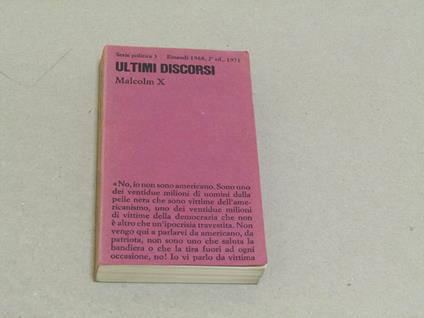 Serie politica 3 Einaudi 1968, 2ª ed., 1971
ULTIMI DISCORSI
Malcolm X
«No, io non sono americano. Sono uno
dei ventidue milioni di uomini dalla
pelle nera che sono vittime dell'ame-
ricanismo, uno dei ventidue milioni
di vittime della democrazia che non
è altro che un'ipocrisia travestita. Non
vengo qui a parlarvi da americano, da
patriota, non sono uno che saluta la
bandiera o che la tira fuori ad ogni
occasione, no! Io vi parlo da vittima